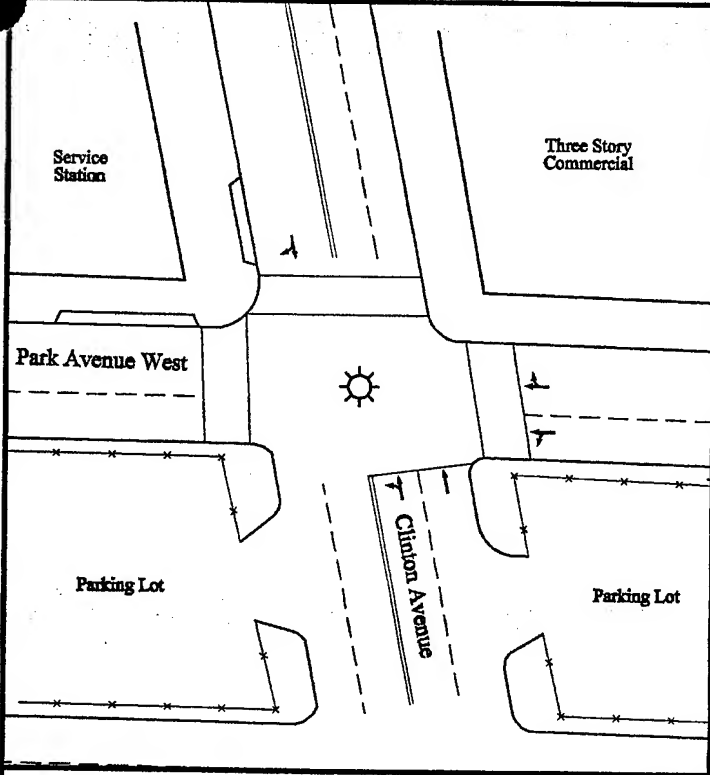 Service
Station
Three Story
Commercial
Park Avenue West
Clinton Avenue
Parking Lot
Parking Lot